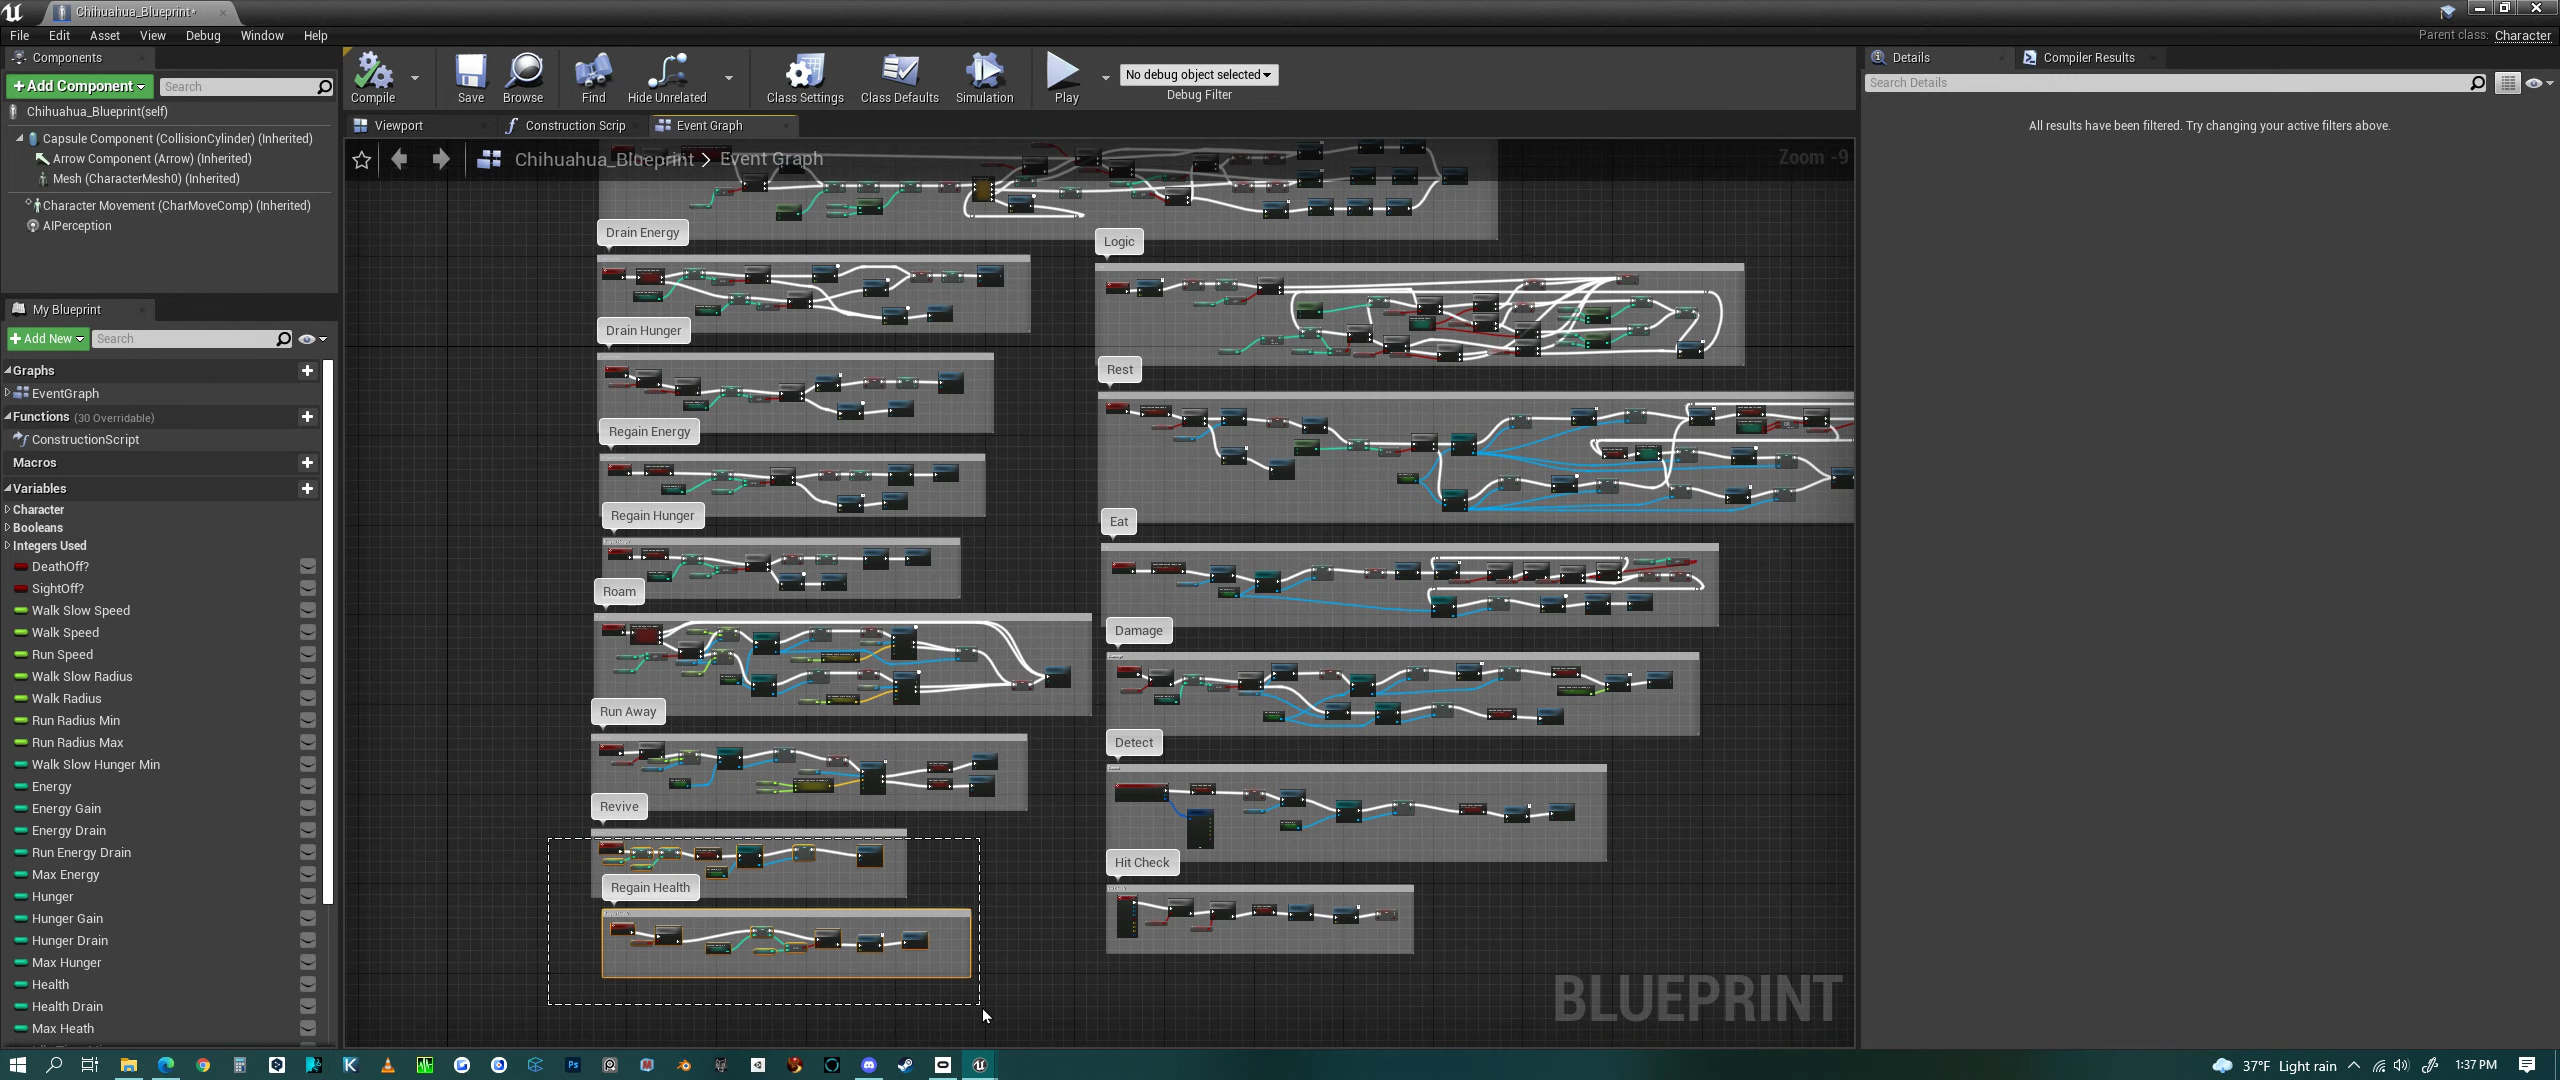 Chihuahua_Blueprint*
File Edit Asset View Debug Window Help
Parent class: Character
Components
+Add Component
Search
Chihuahua_Blueprint(self)
Capsule Component (CollisionCylinder) (Inherited)
Arrow Component (Arrow) (Inherited)
Mesh (CharacterMesh0) (Inherited)
Character Movement (CharMoveComp) (Inherited)
AIPerception
My Blueprint
+Add New
Search
Graphs
EventGraph
Functions (30 Overridable)
ConstructionScript
Macros
Variables
Character
Booleans
Integers Used
DeathOff?
SightOff?
Walk Slow Speed
Walk Speed
Run Speed
Walk Slow Radius
Walk Radius
Run Radius Min
Run Radius Max
Walk Slow Hunger Min
Energy
Energy Gain
Energy Drain
Run Energy Drain
Max Energy
Hunger
Hunger Gain
Hunger Drain
Max Hunger
Health
Health Drain
Max Heath
Compile
Save
Browse
Find
Hide Unrelated
Class Settings
Class Defaults
Simulation
Play
No debug object selected
Debug Filter
Viewport
Construction Scrip
Event Graph
Chihuahua_Blueprint > Event Graph
Zoom -9
Drain Energy
Drain Hunger
Regain Energy
Regain Hunger
Roam
Run Away
Revive
Regain Health
Logic
Rest
Eat
Damage
Detect
Hit Check
BLUEPRINT
Details
Compiler Results
Search Details
All results have been filtered. Try changing your active filters above.
37°F Light rain
1:37 PM